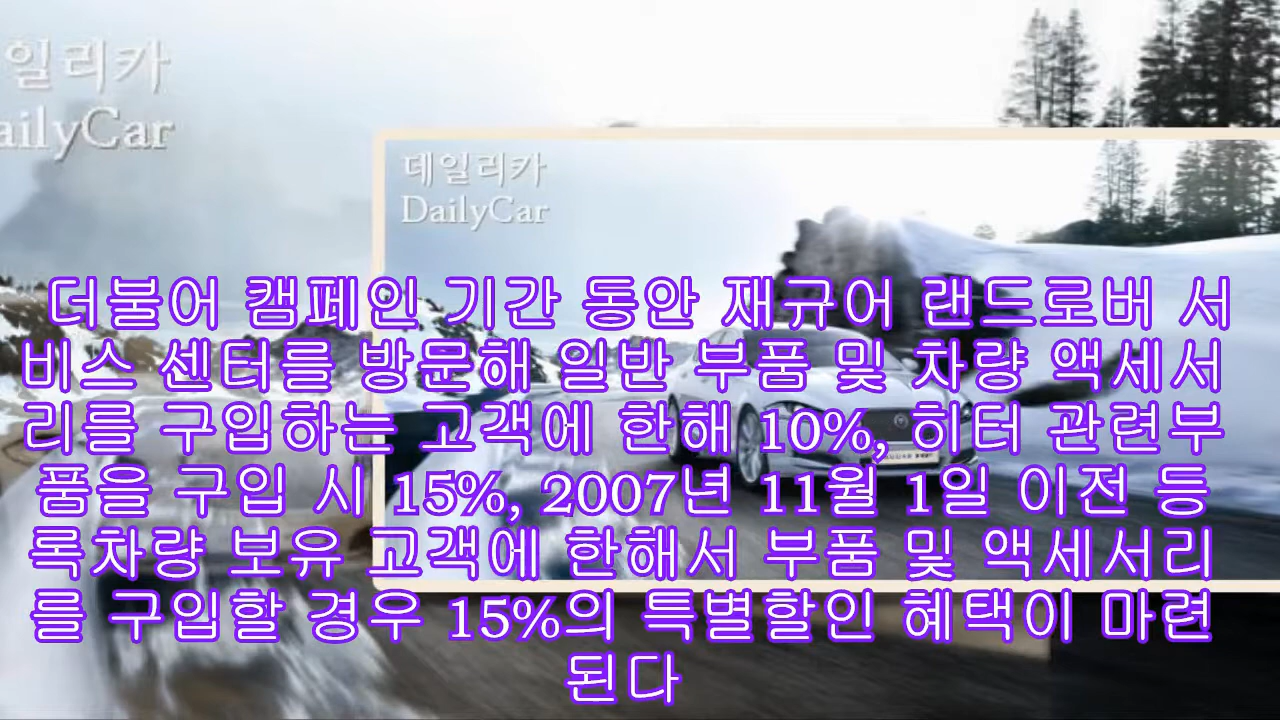 일리카
ailyCar
데일리카
DailyCar
더불어 캠페인 기간 동안 재규어 랜드로버 서
비스 센터를 방문해 일반 부품 및 차량 액세서
리를 구입하는 고객에 한해 10%, 히터 관련부
품을 구입 시 15%, 2007년 11월 1일 이전 등
록차량 보유 고객에 한해서 부품 및 액세서리
를 구입할 경우 15%의 특별할인 혜택이 마련
된다